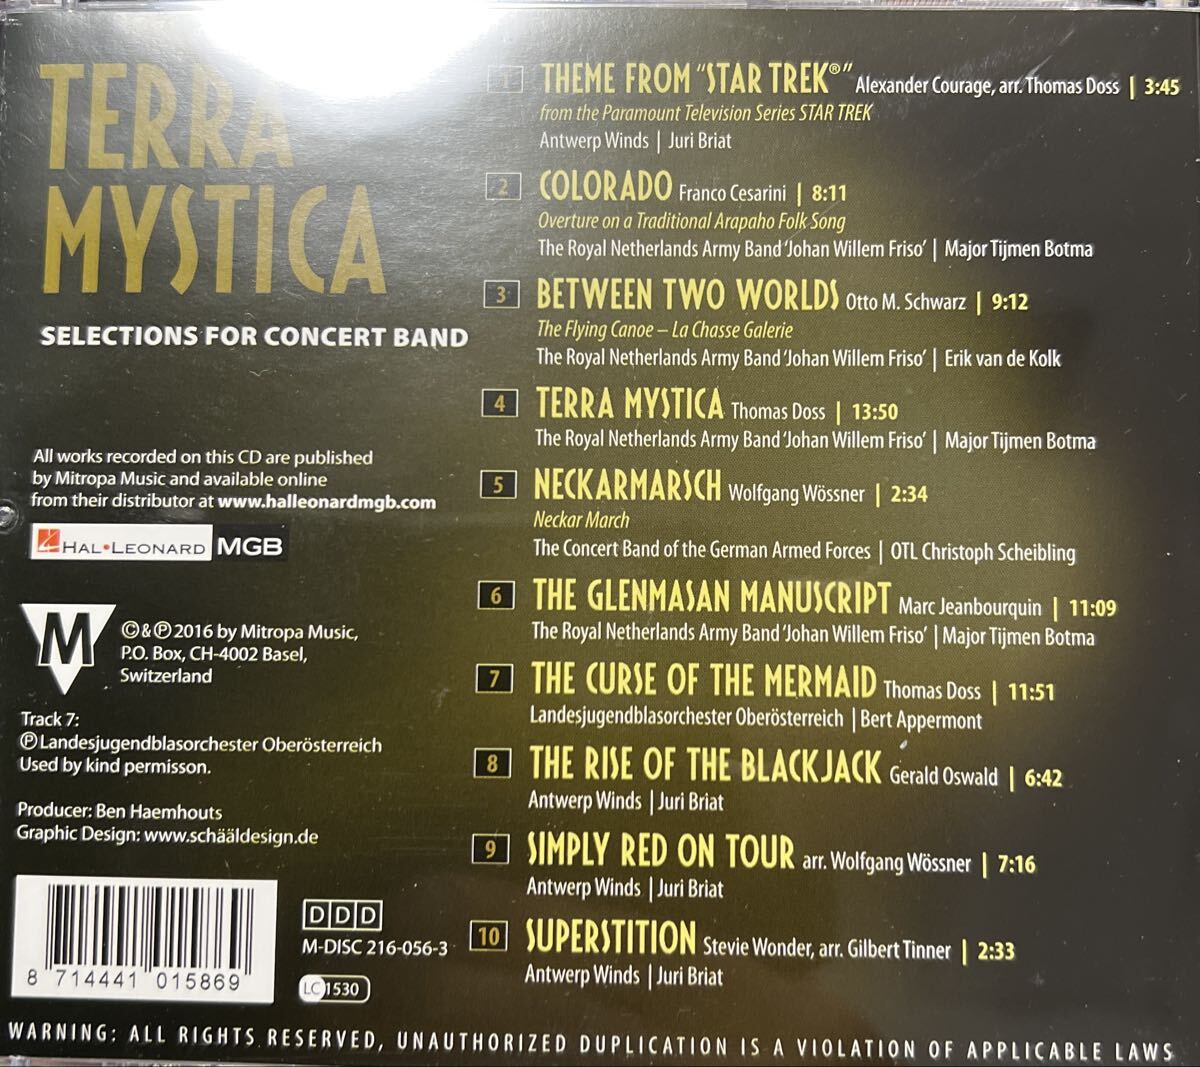 TERRA
MYSTICA
SELECTIONS FOR CONCERT BAND
All works recorded on this CD are published
by Mitropa Music and available online
from their distributor at www.halleonardmgb.com
HAL•LEONARD MGB
M
©&℗ 2016 by Mitropa Music,
P.O. Box, CH-4002 Basel,
Switzerland
Track 7:
℗ Landesjugendblasorchester Oberösterreich
Used by kind permisson.
Producer: Ben Haemhouts
Graphic Design: www.schääldesign.de
8 714441 015869
DDD
M-DISC 216-056-3
LC 1530
1 THEME FROM "STAR TREK®" Alexander Courage, arr. Thomas Doss | 3:45
from the Paramount Television Series STAR TREK
Antwerp Winds | Juri Briat
2 COLORADO Franco Cesarini | 8:11
Overture on a Traditional Arapaho Folk Song
The Royal Netherlands Army Band 'Johan Willem Friso' | Major Tijmen Botma
3 BETWEEN TWO WORLDS Otto M. Schwarz | 9:12
The Flying Canoe – La Chasse Galerie
The Royal Netherlands Army Band 'Johan Willem Friso' | Erik van de Kolk
4 TERRA MYSTICA Thomas Doss | 13:50
The Royal Netherlands Army Band 'Johan Willem Friso' | Major Tijmen Botma
5 NECKARMARSCH Wolfgang Wössner | 2:34
Neckar March
The Concert Band of the German Armed Forces | OTL Christoph Scheibling
6 THE GLENMASAN MANUSCRIPT Marc Jeanbourquin | 11:09
The Royal Netherlands Army Band 'Johan Willem Friso' | Major Tijmen Botma
7 THE CURSE OF THE MERMAID Thomas Doss | 11:51
Landesjugendblasorchester Oberösterreich | Bert Appermont
8 THE RISE OF THE BLACKJACK Gerald Oswald | 6:42
Antwerp Winds | Juri Briat
9 SIMPLY RED ON TOUR arr. Wolfgang Wössner | 7:16
Antwerp Winds | Juri Briat
10 SUPERSTITION Stevie Wonder, arr. Gilbert Tinner | 2:33
Antwerp Winds | Juri Briat
WARNING: ALL RIGHTS RESERVED, UNAUTHORIZED DUPLICATION IS A VIOLATION OF APPLICABLE LAWS